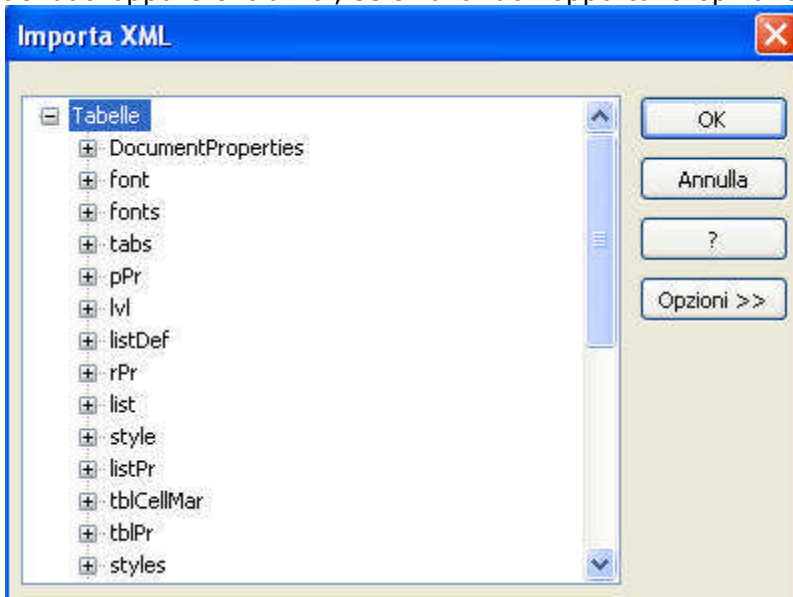 Importa XML
Tabelle
DocumentProperties
font
fonts
tabs
pPr
lvl
listDef
rPr
list
style
listPr
tblCellMar
tblPr
styles
OK
Annulla
?
Opzioni >>